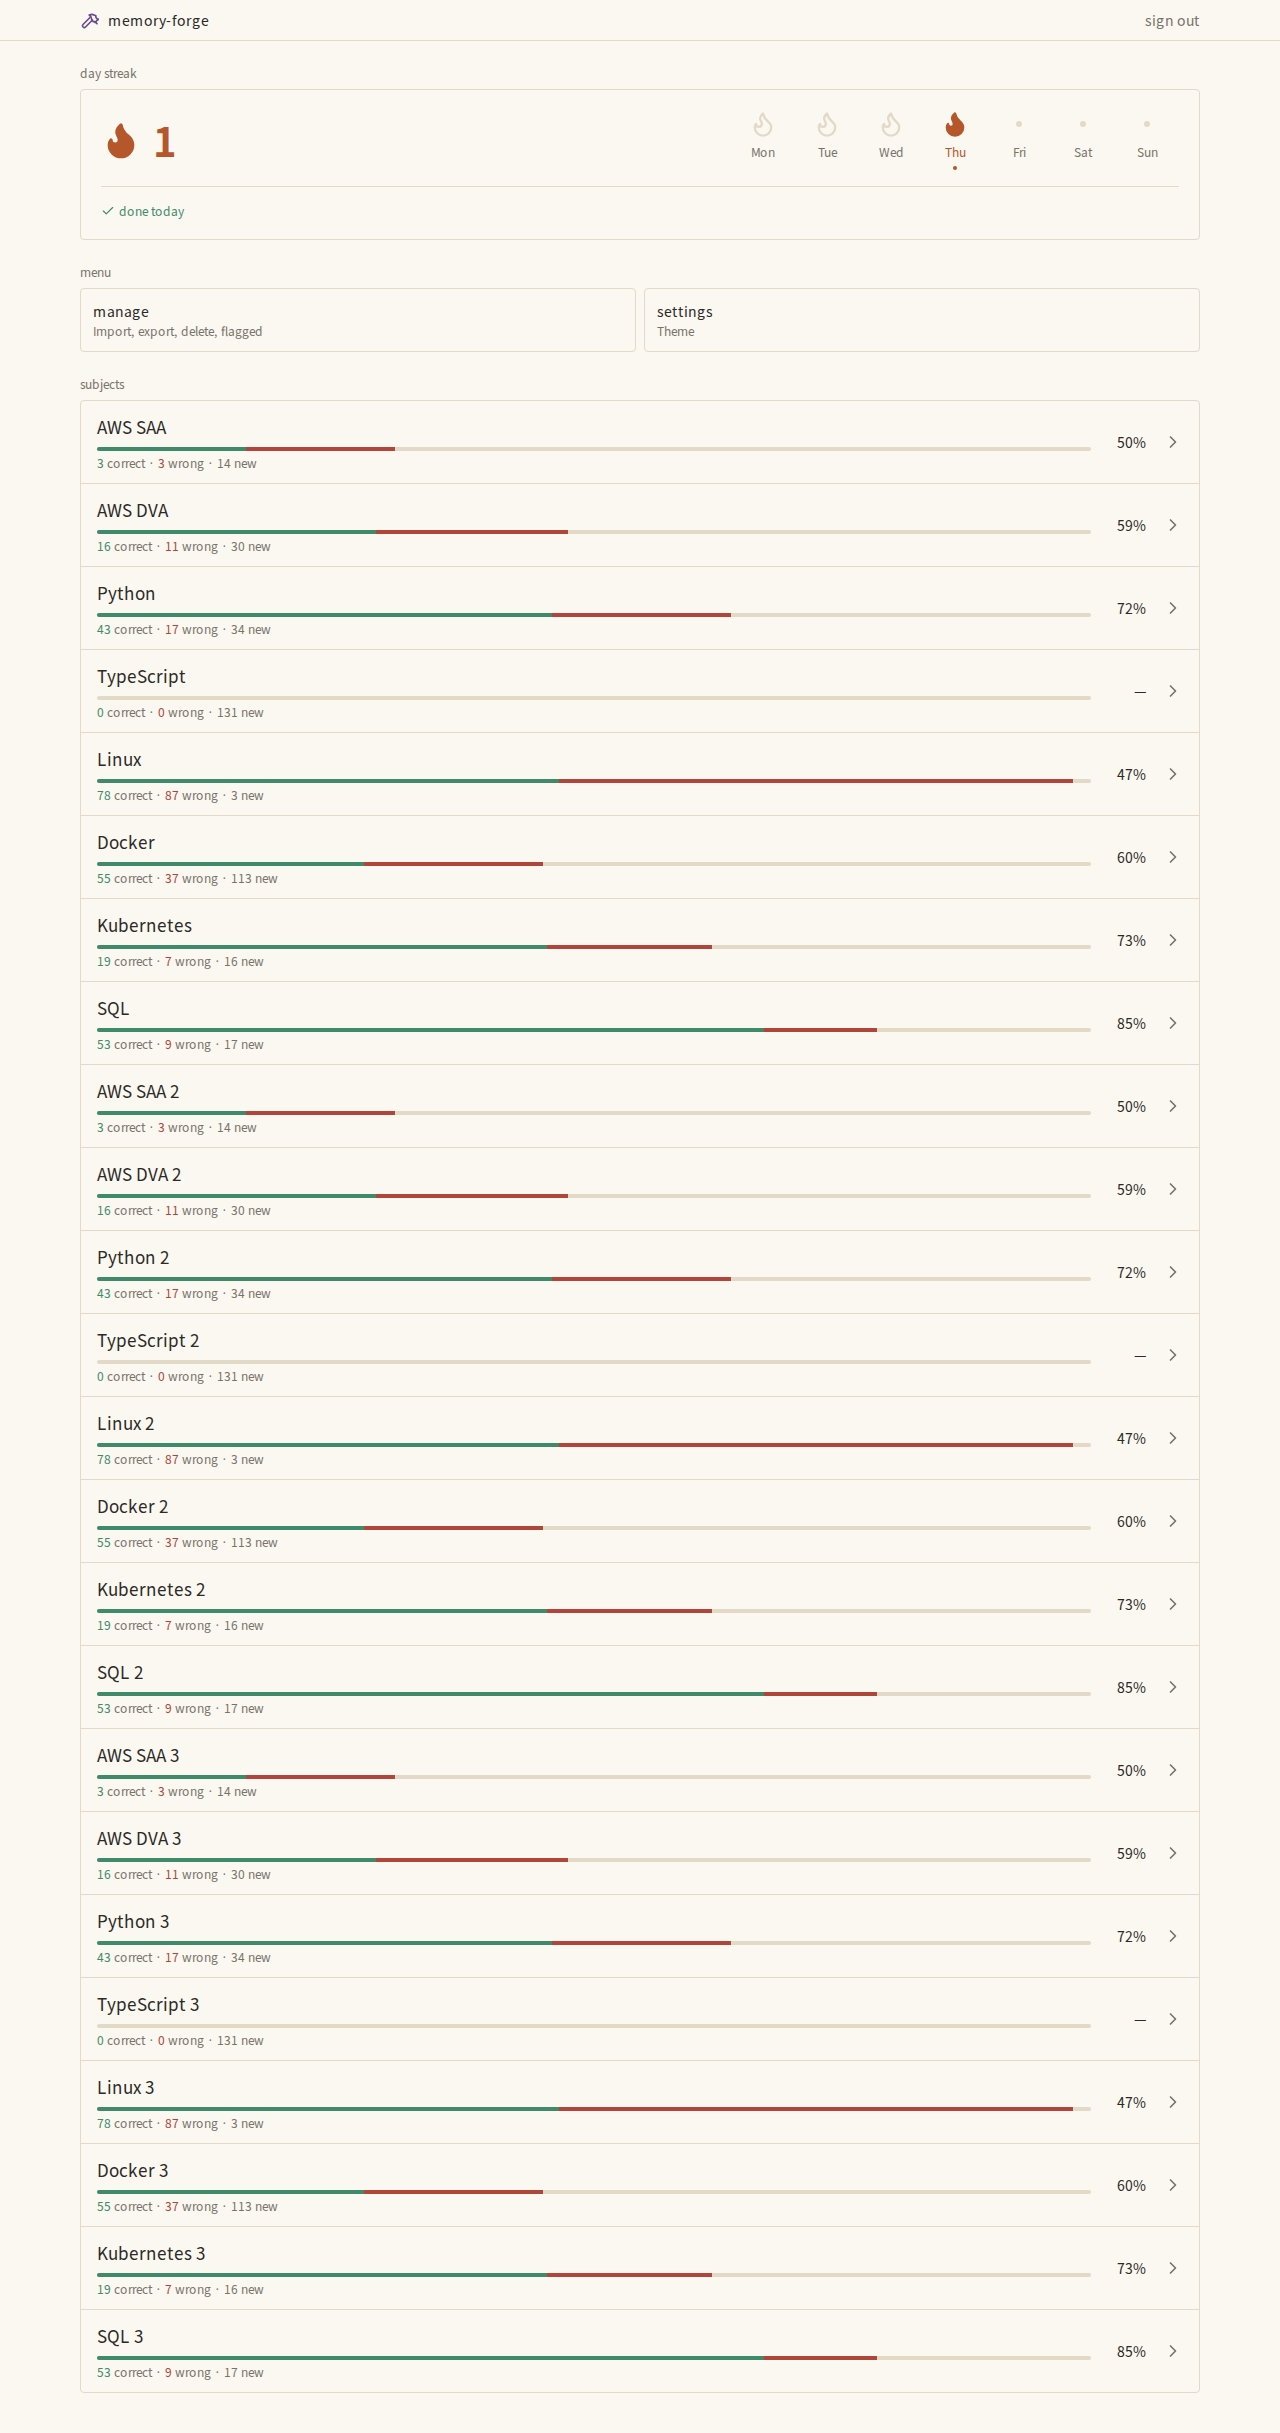 memory-forge
sign out
day streak
1
Mon Tue Wed Thu Fri Sat Sun
done today
menu
manage
Import, export, delete, flagged
settings
Theme
subjects
AWS SAA
50%
3 correct · 3 wrong · 14 new
AWS DVA
59%
16 correct · 11 wrong · 30 new
Python
72%
43 correct · 17 wrong · 34 new
TypeScript
—
0 correct · 0 wrong · 131 new
Linux
47%
78 correct · 87 wrong · 3 new
Docker
60%
55 correct · 37 wrong · 113 new
Kubernetes
73%
19 correct · 7 wrong · 16 new
SQL
85%
53 correct · 9 wrong · 17 new
AWS SAA 2
50%
3 correct · 3 wrong · 14 new
AWS DVA 2
59%
16 correct · 11 wrong · 30 new
Python 2
72%
43 correct · 17 wrong · 34 new
TypeScript 2
—
0 correct · 0 wrong · 131 new
Linux 2
47%
78 correct · 87 wrong · 3 new
Docker 2
60%
55 correct · 37 wrong · 113 new
Kubernetes 2
73%
19 correct · 7 wrong · 16 new
SQL 2
85%
53 correct · 9 wrong · 17 new
AWS SAA 3
50%
3 correct · 3 wrong · 14 new
AWS DVA 3
59%
16 correct · 11 wrong · 30 new
Python 3
72%
43 correct · 17 wrong · 34 new
TypeScript 3
—
0 correct · 0 wrong · 131 new
Linux 3
47%
78 correct · 87 wrong · 3 new
Docker 3
60%
55 correct · 37 wrong · 113 new
Kubernetes 3
73%
19 correct · 7 wrong · 16 new
SQL 3
85%
53 correct · 9 wrong · 17 new